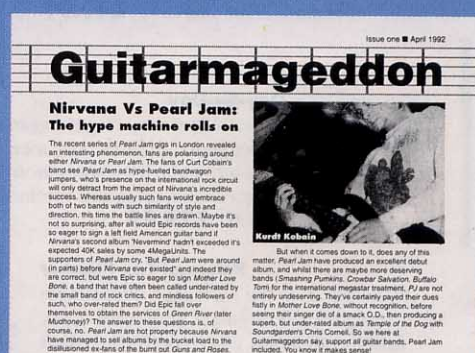 Issue one ■ April 1992
Guitarmageddon
Nirvana Vs Pearl Jam:
The hype machine rolls on
The recent series of Pearl Jam gigs in London revealed
an interesting phenomenon, fans are polarising around
either Nirvana or Pearl Jam. The fans of Curt Cobain's
band see Pearl Jam as hype-fuelled bandwagon
jumpers, who's presence on the international rock circuit
will only detract from the impact of Nirvana's incredible
success. Whereas usually such fans would embrace
both of two bands with such similarity of style and
direction, this time the battle lines are drawn. Maybe it's
not so surprising, after all would Epic records have been
so eager to sign a left field American guitar band if
Nirvana's second album 'Nevermind' hadn't exceeded it's
expected 40K sales by some 4MegaUnits. The
supporters of Pearl Jam cry, "But Pearl Jam were around
(in parts) before Nirvana ever existed" and indeed they
are correct, but were Epic so eager to sign Mother Love
Bone, a band that have often been called under-rated by
the small band of rock critics, and mindless followers of
such, who over-rated them? Did Epic fall over
themselves to obtain the services of Green River (later
Mudhoney)? The answer to these questions is, of
course, no. Pearl Jam are hot property because Nirvana
have managed to sell albums by the bucket load to the
disillusioned ex-fans of the burnt out Guns and Roses.
Kurdt Kobain
But when it comes down to it, does any of this
matter, Pearl Jam have produced an excellent debut
album, and whilst there are maybe more deserving
bands (Smashing Pumkins, Crowbar Salvation, Buffalo
Tom) for the international megastar treatment, PJ are not
entirely undeserving. They've certainly payed their dues
fistly in Mother Love Bone, without recognition, before
seeing their singer die of a smack O.D., then producing a
superb, but under-rated album as Temple of the Dog with
Soundgarden's Chris Cornell. So we here at
Guitarmaggedon say, support all guitar bands, Pearl Jam
included. You know it makes sense!